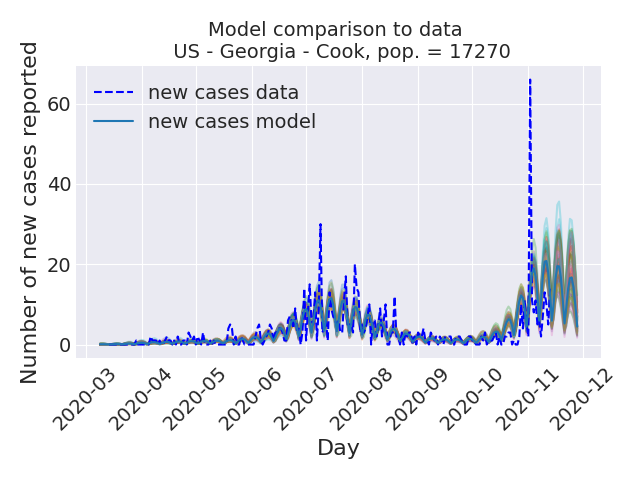 Model comparison to data
US - Georgia - Cook, pop. = 17270
Number of new cases reported
60
40
20
0
new cases data
new cases model
2020-03
2020-04
2020-05
2020-06
2020-07
2020-08
2020-09
2020-10
2020-11
2020-12
Day